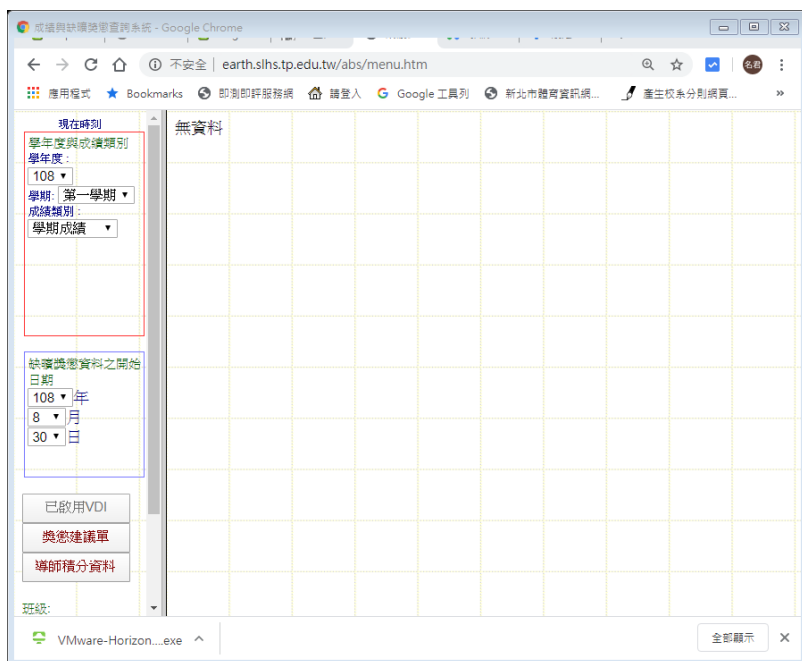 成績與缺曠獎懲查詢系統 - Google Chrome
不安全 | earth.slhs.tp.edu.tw/abs/menu.htm
名君
應用程式 Bookmarks 即測即評服務網 請登入 Google 工具列 新北市體育資訊網... 產生校系分則網頁... »
現在時刻
無資料
學年度與成績類別
學年度 :
108
學期: 第一學期
成績類別 :
學期成績
缺曠獎懲資料之開始
日期
108 年
8 月
30 日
已啟用VDI
獎懲建議單
導師積分資料
班級:
VMware-Horizon....exe
全部顯示